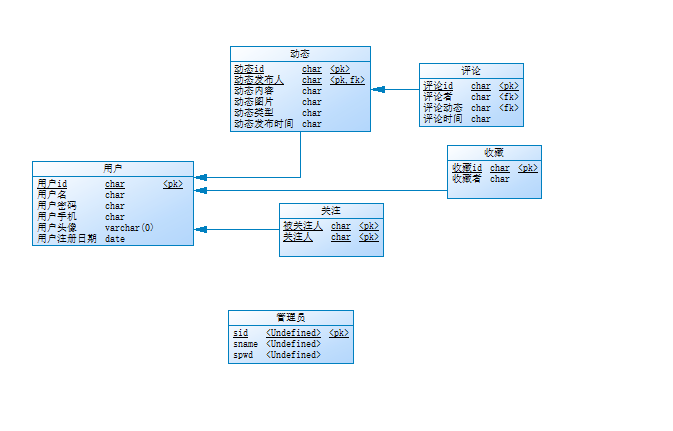 动态
动态id char <pk>
动态发布人 char <pk,fk>
动态内容 char
动态图片 char
动态类型 char
动态发布时间 char
评论
评论id char <pk>
评论者 char <fk>
评论动态 char <fk>
评论时间 char
收藏
收藏id char <pk>
收藏者 char
用户
用户id char <pk>
用户名 char
用户密码 char
用户手机 char
用户头像 varchar(0)
用户注册日期 date
关注
被关注人 char <pk>
关注人 char <pk>
管理员
sid <Undefined> <pk>
sname <Undefined>
spwd <Undefined>